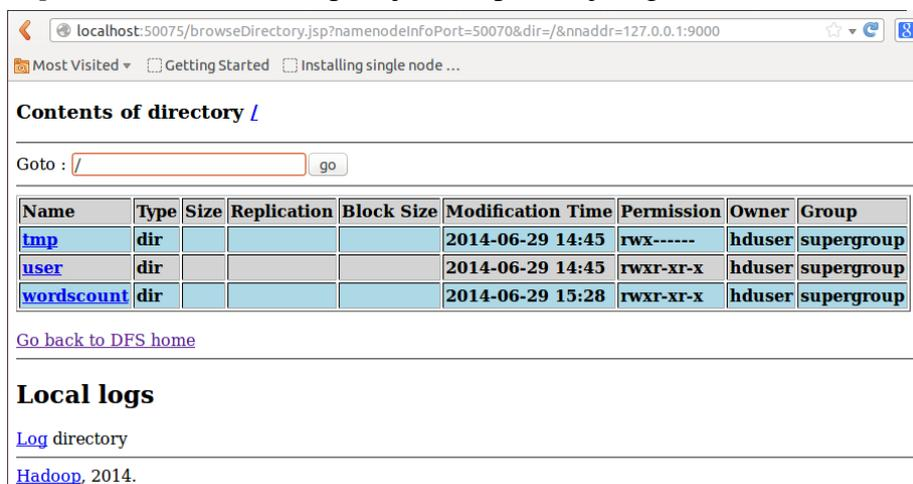 localhost:50075/browseDirectory.jsp?namenodeInfoPort=50070&dir=/&nnaddr=127.0.0.1:9000
Most Visited Getting Started Installing single node ...
Contents of directory /
Goto : / go
Name Type Size Replication Block Size Modification Time Permission Owner Group
tmp dir 2014-06-29 14:45 rwx------ hduser supergroup
user dir 2014-06-29 14:45 rwxr-xr-x hduser supergroup
wordscount dir 2014-06-29 15:28 rwxr-xr-x hduser supergroup
Go back to DFS home
Local logs
Log directory
Hadoop, 2014.